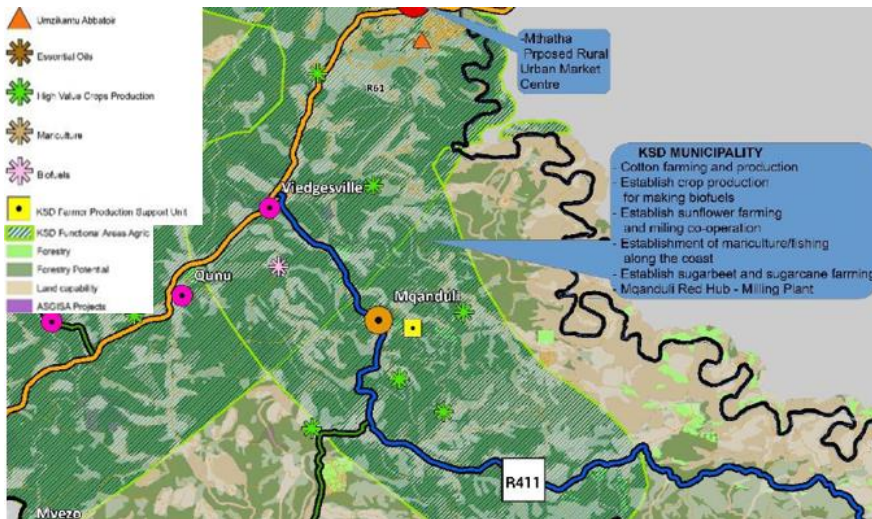 Umzikantu Abbatoir
Essential Oils
High Value Crops Production
Mariculture
Biofuels
KSD Farmer Production Support Unit
KSD Functional Areas Agric
Forestry
Forestry Potential
Land capability
ASGISA Projects
-Mthatha
Prposed Rural
Urban Market
Centre
R61
KSD MUNICIPALITY
- Cotton farming and production
- Establish crop production
for making biofuels
- Establish sunflower farming
and miling co-operation
- Establishment of mariculture/fishing
along the coast
- Establish sugarbeet and sugarcane farming
- Mqanduli Red Hub - Milling Plant
Viedgesville
Qunu
Mqanduli
R411
Mvezo